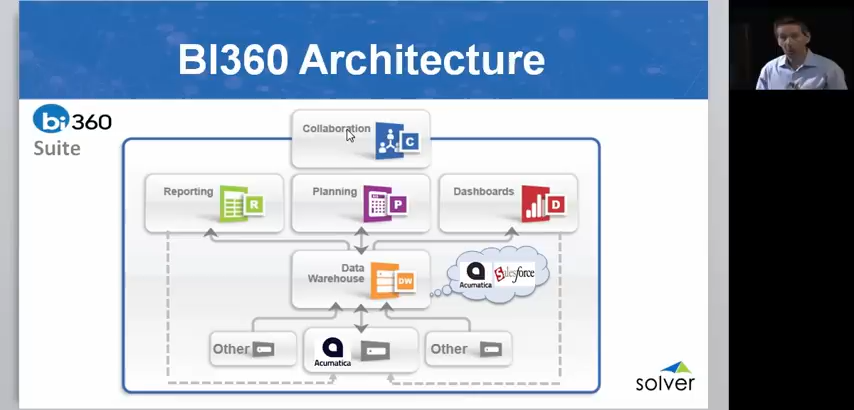 BI360 Architecture
bi360
Suite
Collaboration
C
Reporting
R
Planning
P
Dashboards
D
Data
Warehouse
DW
Acumatica
Salesforce
Other
Acumatica
Other
solver